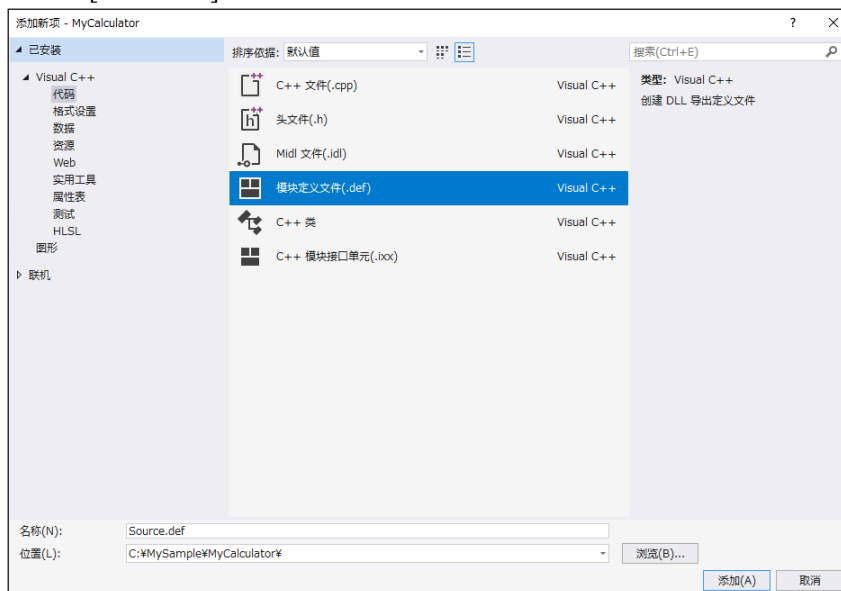 添加新项 - MyCalculator
? ×
已安装
排序依据: 默认值
搜索(Ctrl+E)
Visual C++
代码
格式设置
数据
资源
Web
实用工具
属性表
测试
HLSL
图形
联机
C++ 文件(.cpp) Visual C++
头文件(.h) Visual C++
Midl 文件(.idl) Visual C++
模块定义文件(.def) Visual C++
C++ 类 Visual C++
C++ 模块接口单元(.ixx) Visual C++
类型: Visual C++
创建 DLL 导出定义文件
名称(N): Source.def
位置(L): C:¥MySample¥MyCalculator¥
浏览(B)...
添加(A) 取消